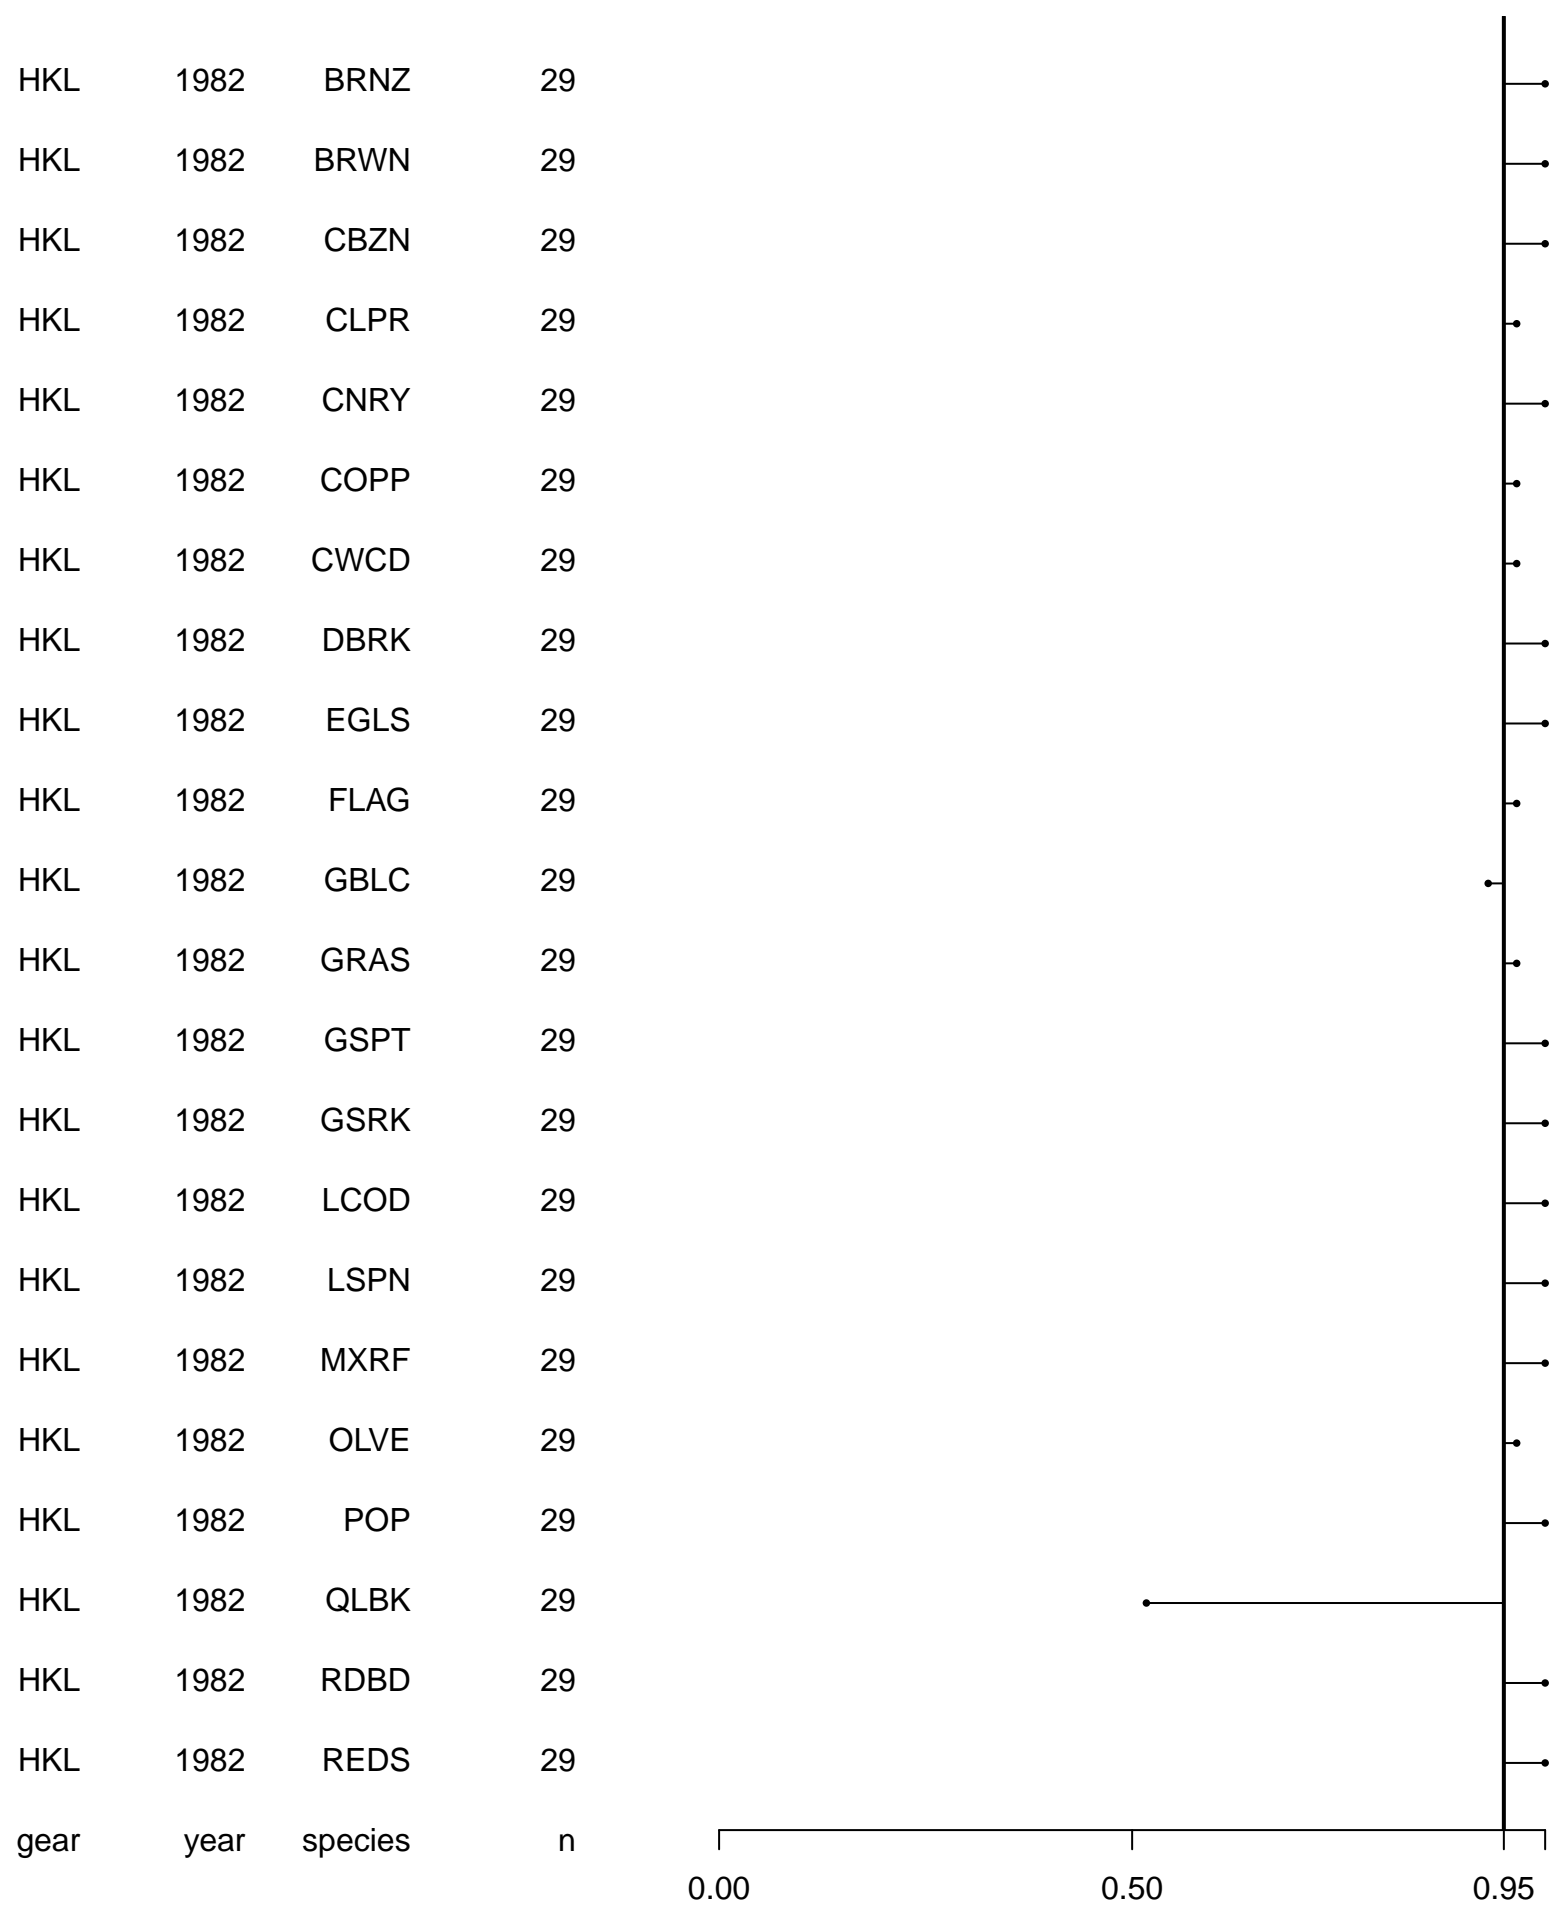 HKL 1982 BRNZ 29
HKL 1982 BRWN 29
HKL 1982 CBZN 29
HKL 1982 CLPR 29
HKL 1982 CNRY 29
HKL 1982 COPP 29
HKL 1982 CWCD 29
HKL 1982 DBRK 29
HKL 1982 EGLS 29
HKL 1982 FLAG 29
HKL 1982 GBLC 29
HKL 1982 GRAS 29
HKL 1982 GSPT 29
HKL 1982 GSRK 29
HKL 1982 LCOD 29
HKL 1982 LSPN 29
HKL 1982 MXRF 29
HKL 1982 OLVE 29
HKL 1982 POP 29
HKL 1982 QLBK 29
HKL 1982 RDBD 29
HKL 1982 REDS 29
gear year species n
0.00 0.50 0.95